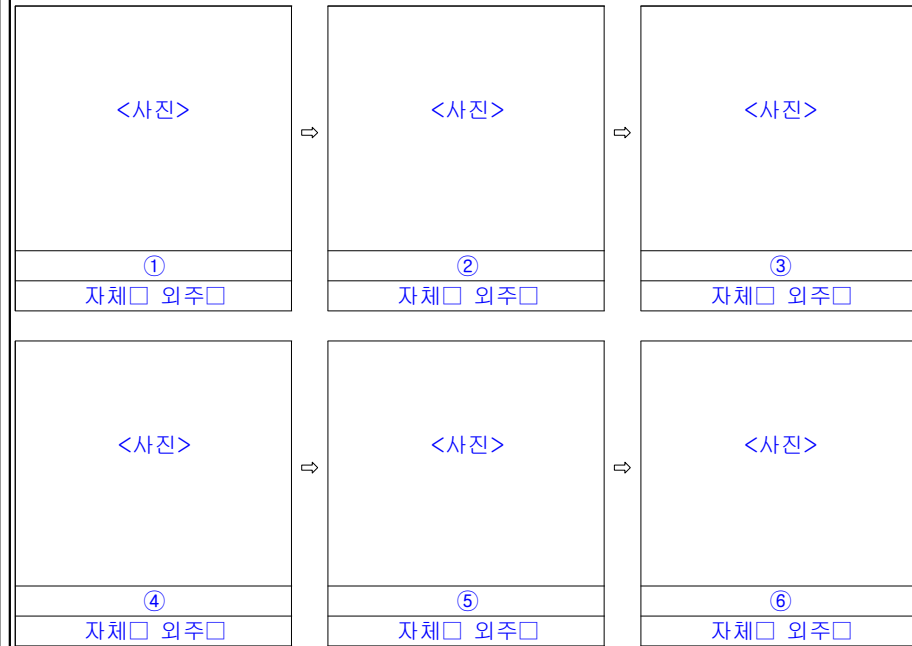 <사진> ⇨ <사진> ⇨ <사진>
① ② ③
자체□ 외주□ 자체□ 외주□ 자체□ 외주□
<사진> ⇨ <사진> ⇨ <사진>
④ ⑤ ⑥
자체□ 외주□ 자체□ 외주□ 자체□ 외주□